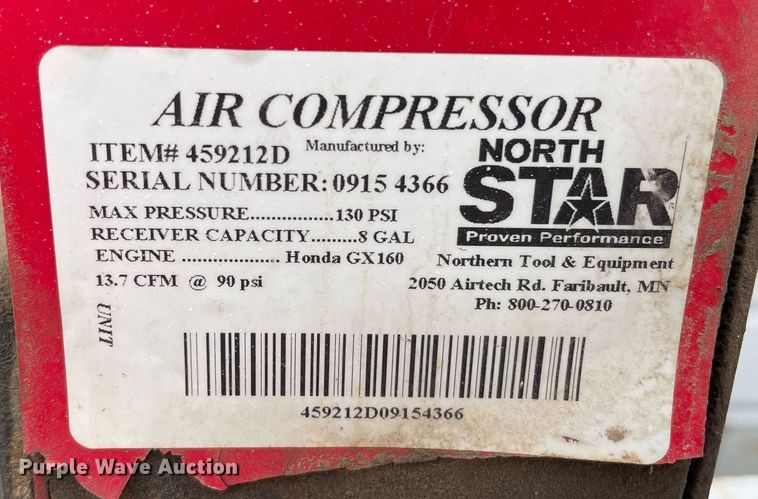 AIR COMPRESSOR
ITEM# 459212D
Manufactured by:
NORTH
STAR
Proven Performance
SERIAL NUMBER: 0915 4366
MAX PRESSURE...............130 PSI
RECEIVER CAPACITY.........8 GAL
ENGINE ..................Honda GX160
13.7 CFM @ 90 psi
Northern Tool & Equipment
2050 Airtech Rd. Faribault, MN
Ph: 800-270-0810
UNIT
459212D09154366
Purple Wave Auction